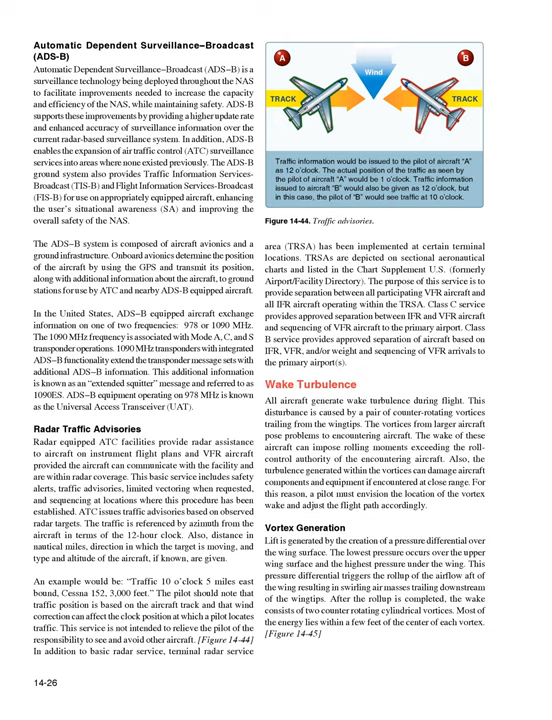 Automatic Dependent Surveillance–Broadcast
(ADS-B)
Automatic Dependent Surveillance–Broadcast (ADS–B) is a
surveillance technology being deployed throughout the NAS
to facilitate improvements needed to increase the capacity
and efficiency of the NAS, while maintaining safety. ADS-B
supports these improvements by providing a higher update rate
and enhanced accuracy of surveillance information over the
current radar-based surveillance system. In addition, ADS-B
enables the expansion of air traffic control (ATC) surveillance
services into areas where none existed previously. The ADS-B
ground system also provides Traffic Information Services-
Broadcast (TIS-B) and Flight Information Services-Broadcast
(FIS-B) for use on appropriately equipped aircraft, enhancing
the user's situational awareness (SA) and improving the
overall safety of the NAS.
The ADS–B system is composed of aircraft avionics and a
ground infrastructure. Onboard avionics determine the position
of the aircraft by using the GPS and transmit its position,
along with additional information about the aircraft, to ground
stations for use by ATC and nearby ADS-B equipped aircraft.
In the United States, ADS–B equipped aircraft exchange
information on one of two frequencies: 978 or 1090 MHz.
The 1090 MHz frequency is associated with Mode A, C, and S
transponder operations. 1090 MHz transponders with integrated
ADS–B functionality extend the transponder message sets with
additional ADS–B information. This additional information
is known as an “extended squitter” message and referred to as
1090ES. ADS–B equipment operating on 978 MHz is known
as the Universal Access Transceiver (UAT).
Radar Traffic Advisories
Radar equipped ATC facilities provide radar assistance
to aircraft on instrument flight plans and VFR aircraft
provided the aircraft can communicate with the facility and
are within radar coverage. This basic service includes safety
alerts, traffic advisories, limited vectoring when requested,
and sequencing at locations where this procedure has been
established. ATC issues traffic advisories based on observed
radar targets. The traffic is referenced by azimuth from the
aircraft in terms of the 12-hour clock. Also, distance in
nautical miles, direction in which the target is moving, and
type and altitude of the aircraft, if known, are given.
An example would be: “Traffic 10 o'clock 5 miles east
bound, Cessna 152, 3,000 feet.” The pilot should note that
traffic position is based on the aircraft track and that wind
correction can affect the clock position at which a pilot locates
traffic. This service is not intended to relieve the pilot of the
responsibility to see and avoid other aircraft. [Figure 14-44]
In addition to basic radar service, terminal radar service
A
B
Wind
TRACK
TRACK
Traffic information would be issued to the pilot of aircraft “A”
as 12 o'clock. The actual position of the traffic as seen by
the pilot of aircraft “A” would be 1 o'clock. Traffic information
issued to aircraft “B” would also be given as 12 o'clock, but
in this case, the pilot of “B” would see traffic at 10 o'clock.
Figure 14-44. Traffic advisories.
area (TRSA) has been implemented at certain terminal
locations. TRSAs are depicted on sectional aeronautical
charts and listed in the Chart Supplement U.S. (formerly
Airport/Facility Directory). The purpose of this service is to
provide separation between all participating VFR aircraft and
all IFR aircraft operating within the TRSA. Class C service
provides approved separation between IFR and VFR aircraft
and sequencing of VFR aircraft to the primary airport. Class
B service provides approved separation of aircraft based on
IFR, VFR, and/or weight and sequencing of VFR arrivals to
the primary airport(s).
Wake Turbulence
All aircraft generate wake turbulence during flight. This
disturbance is caused by a pair of counter-rotating vortices
trailing from the wingtips. The vortices from larger aircraft
pose problems to encountering aircraft. The wake of these
aircraft can impose rolling moments exceeding the roll-
control authority of the encountering aircraft. Also, the
turbulence generated within the vortices can damage aircraft
components and equipment if encountered at close range. For
this reason, a pilot must envision the location of the vortex
wake and adjust the flight path accordingly.
Vortex Generation
Lift is generated by the creation of a pressure differential over
the wing surface. The lowest pressure occurs over the upper
wing surface and the highest pressure under the wing. This
pressure differential triggers the rollup of the airflow aft of
the wing resulting in swirling air masses trailing downstream
of the wingtips. After the rollup is completed, the wake
consists of two counter rotating cylindrical vortices. Most of
the energy lies within a few feet of the center of each vortex.
[Figure 14-45]
14-26